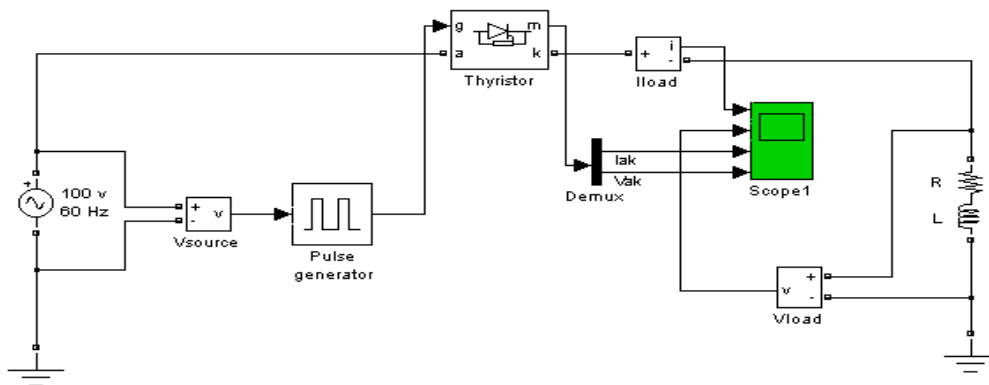 g
m
a
k
Thyristor
+
i
-
Iload
Iak
Vak
Demux
Scope1
+
100 v
60 Hz
+
-
v
Vsource
Pulse
generator
R
L
v
+
-
Vload